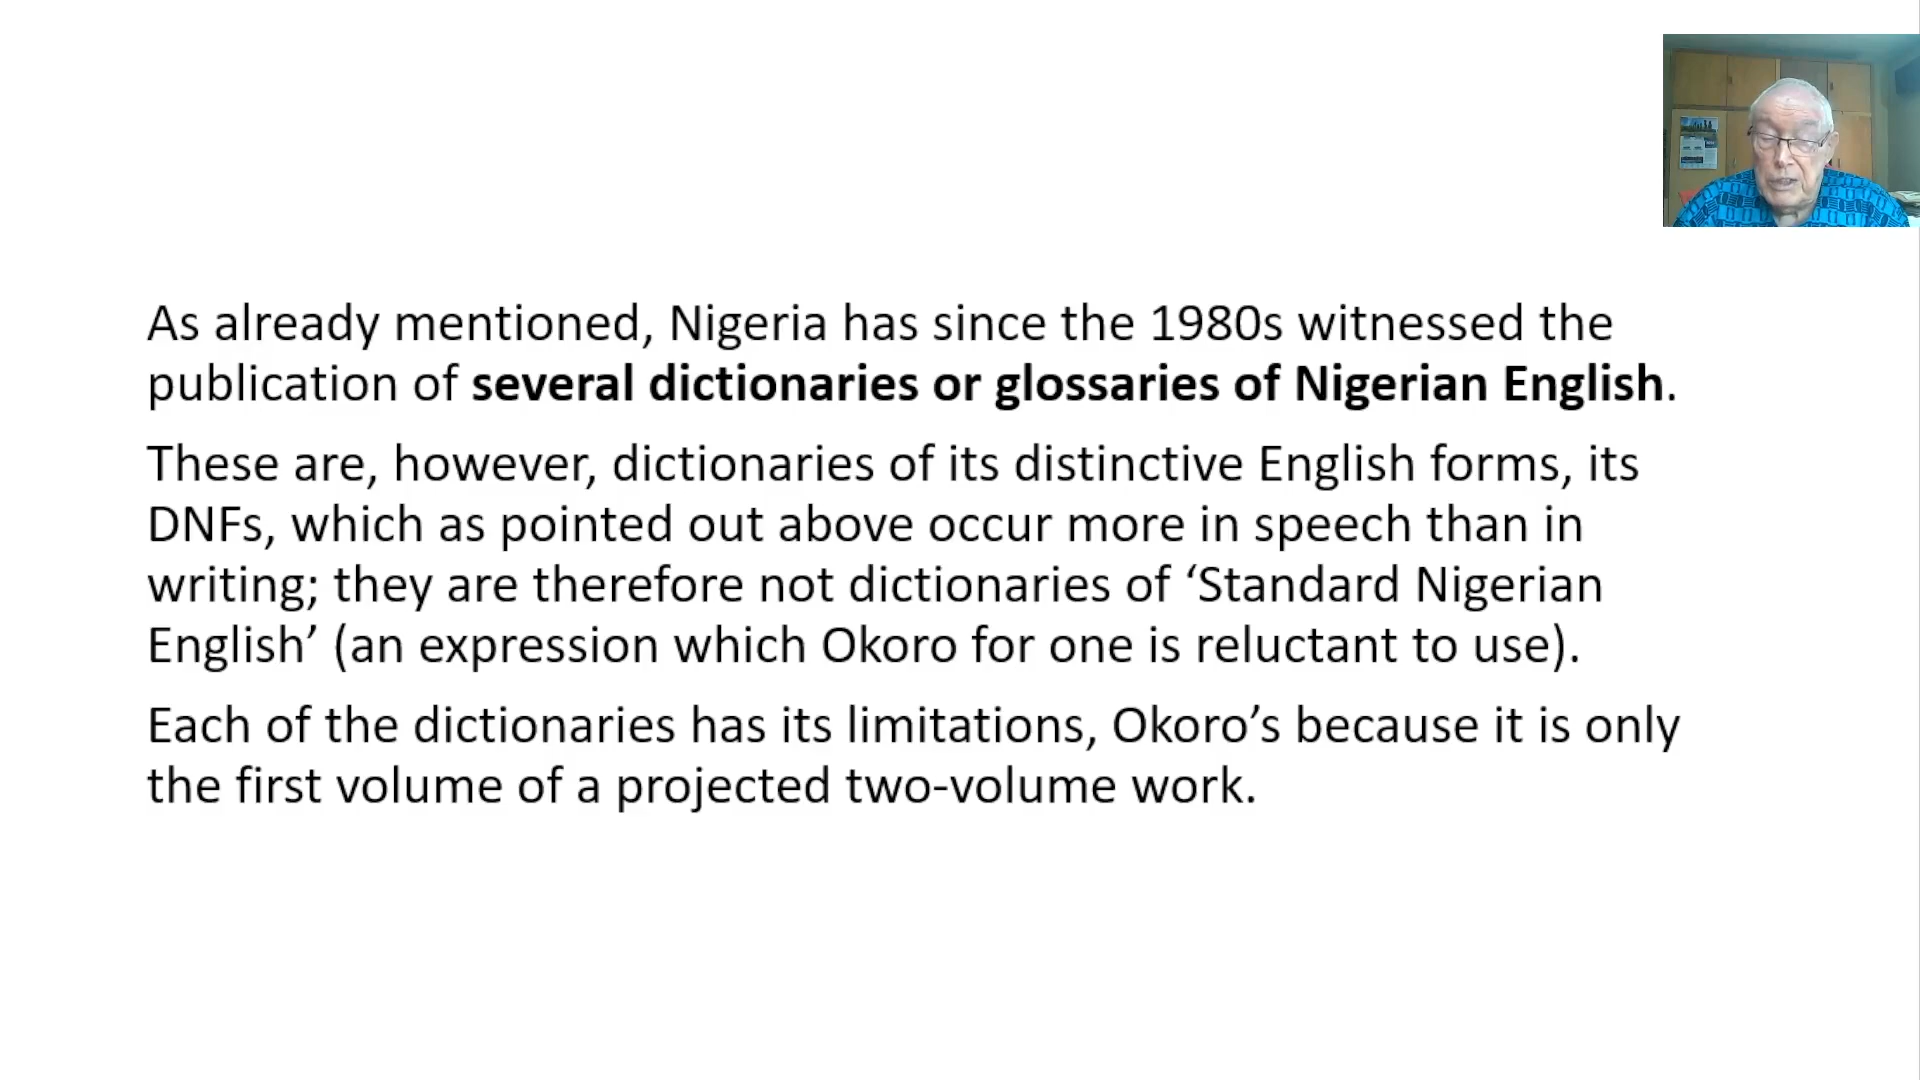 As already mentioned, Nigeria has since the 1980s witnessed the
publication of several dictionaries or glossaries of Nigerian English.
These are, however, dictionaries of its distinctive English forms, its
DNFs, which as pointed out above occur more in speech than in
writing; they are therefore not dictionaries of ‘Standard Nigerian
English’ (an expression which Okoro for one is reluctant to use).
Each of the dictionaries has its limitations, Okoro’s because it is only
the first volume of a projected two-volume work.